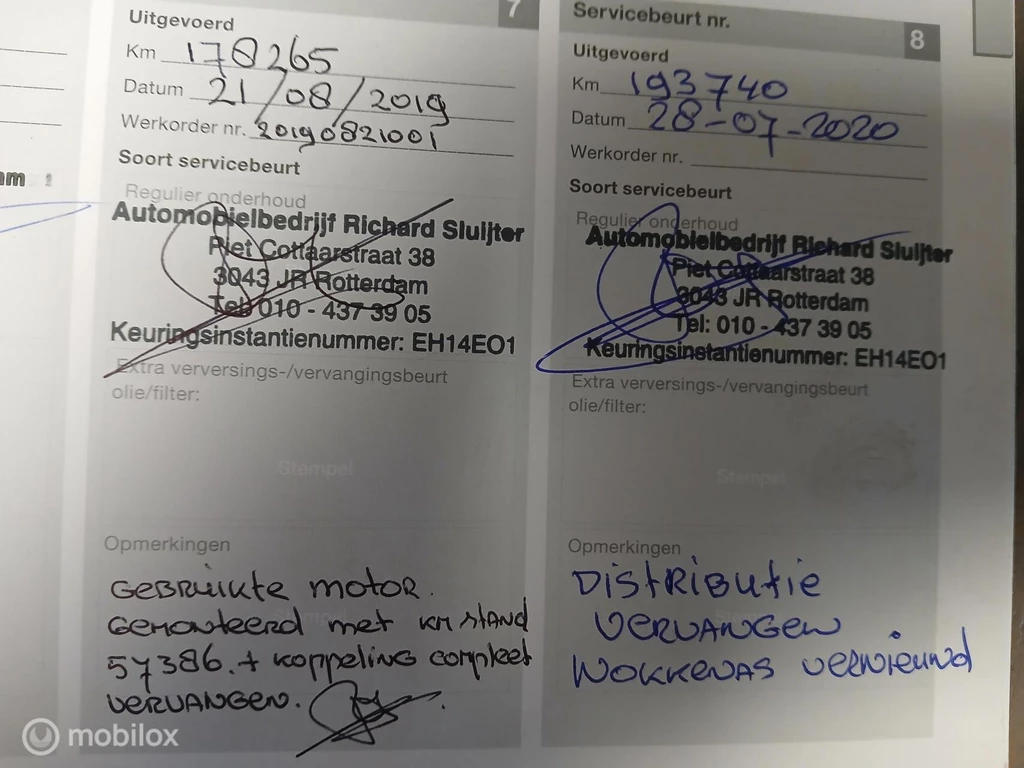 7
Uitgevoerd
Km 178265
Datum 21/08/2019
Werkorder nr. 20190821001
Soort servicebeurt
Regulier onderhoud
Automobielbedrijf Richard Sluijter
Piet Cottaarstraat 38
3043 JR Rotterdam
Tel: 010 - 437 39 05
Keuringsinstantienummer: EH14EO1
Extra verversings-/vervangingsbeurt
olie/filter:
Stempel
Opmerkingen
GEBRUIKTE MOTOR.
GEMONTEERD MET KM STAND
57386. + KOPPELING COMPLEET
VERVANGEN.
Servicebeurt nr.
8
Uitgevoerd
Km 193740
Datum 28-07-2020
Werkorder nr.
Soort servicebeurt
Regulier onderhoud
Automobielbedrijf Richard Sluijter
Piet Cottaarstraat 38
3043 JR Rotterdam
Tel: 010 - 437 39 05
Keuringsinstantienummer: EH14EO1
Extra verversings-/vervangingsbeurt
olie/filter:
Stempel
Opmerkingen
DISTRIBUTIE
VERVANGEN
NOKKENAS VERNIEUWD
mobilox